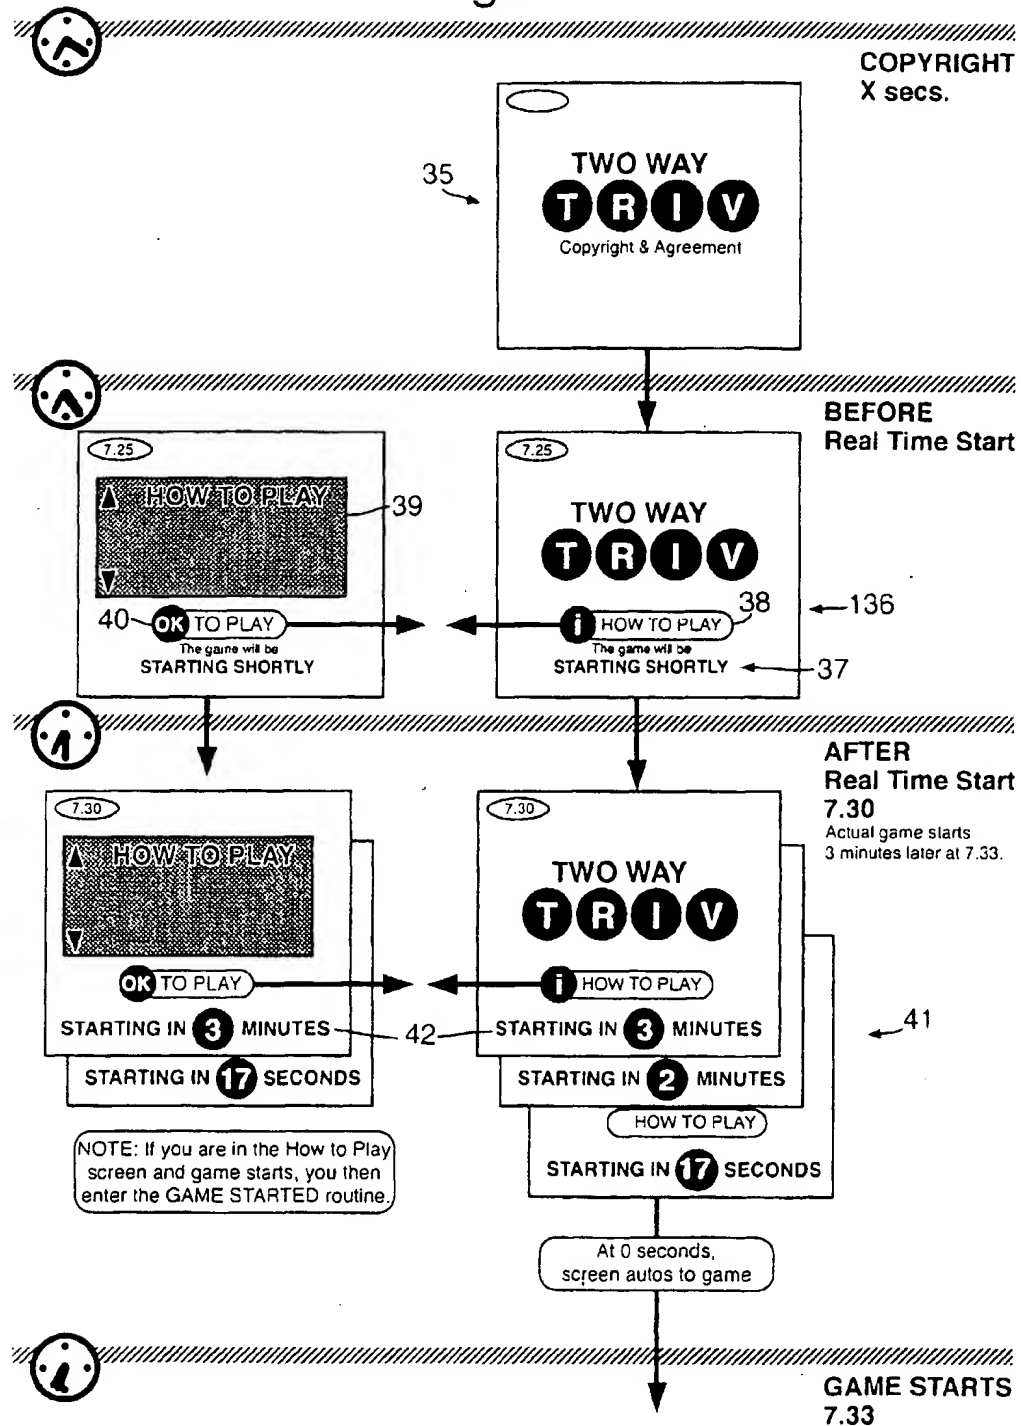 COPYRIGHT
X secs.
35
TWO WAY
TRIV
Copyright & Agreement
BEFORE
Real Time Start
7.25
HOW TO PLAY
39
40
OK TO PLAY
The game will be
STARTING SHORTLY
7.25
TWO WAY
TRIV
38
136
i HOW TO PLAY
The game will be
STARTING SHORTLY
37
AFTER
Real Time Start
7.30
Actual game starts
3 minutes later at 7.33.
7.30
HOW TO PLAY
OK TO PLAY
STARTING IN 3 MINUTES
42
STARTING IN 17 SECONDS
7.30
TWO WAY
TRIV
i HOW TO PLAY
STARTING IN 3 MINUTES
41
STARTING IN 2 MINUTES
HOW TO PLAY
STARTING IN 17 SECONDS
NOTE: If you are in the How to Play
screen and game starts, you then
enter the GAME STARTED routine.
At 0 seconds,
screen autos to game
GAME STARTS
7.33